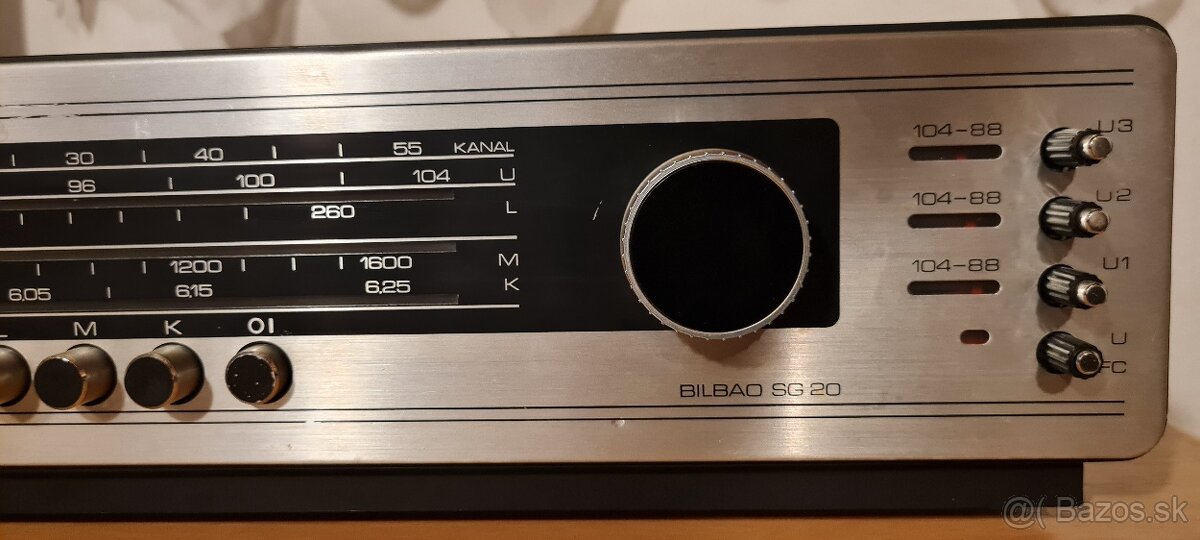 30 40 55 KANAL
96 100 104 U
260 L
1200 1600 M
6,05 6,15 6,25 K
L M K OI
BILBAO SG 20
104-88 U3
104-88 U2
104-88 U1
U
FC
@( Bazos.sk